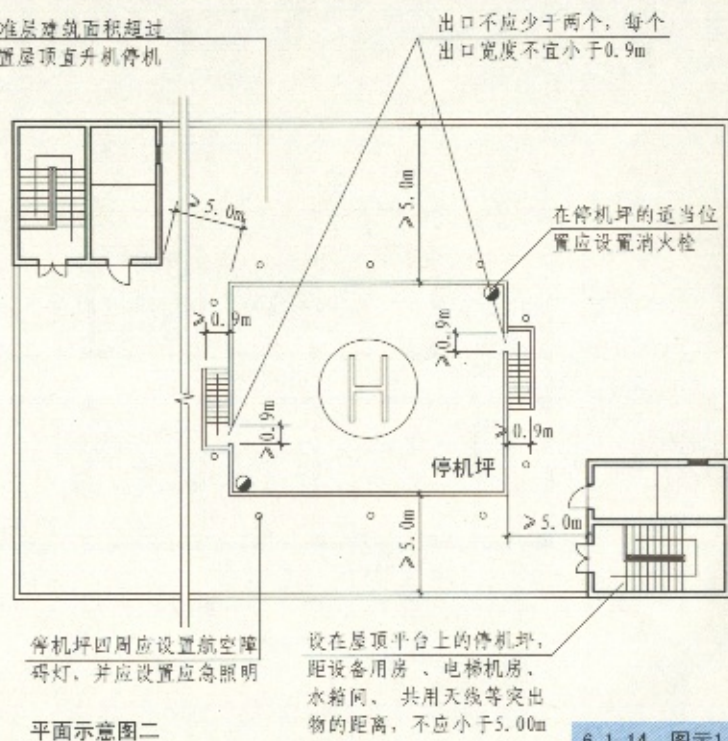 准层建筑面积超过
置屋顶直升机停机
出口不应少于两个，每个
出口宽度不宜小于0.9m
≥5.0m
≥5.0m
在停机坪的适当位
置应设置消火栓
≥0.9m
≥0.9m
H
≥0.9m
≥0.9m
停机坪
≥5.0m
≥5.0m
停机坪四周应设置航空障
碍灯，并应设置应急照明
设在屋顶平台上的停机坪，
距设备用房、电梯机房、
水箱间、共用天线等突出
物的距离，不应小于5.00m
平面示意图二
6.1.14 图示1